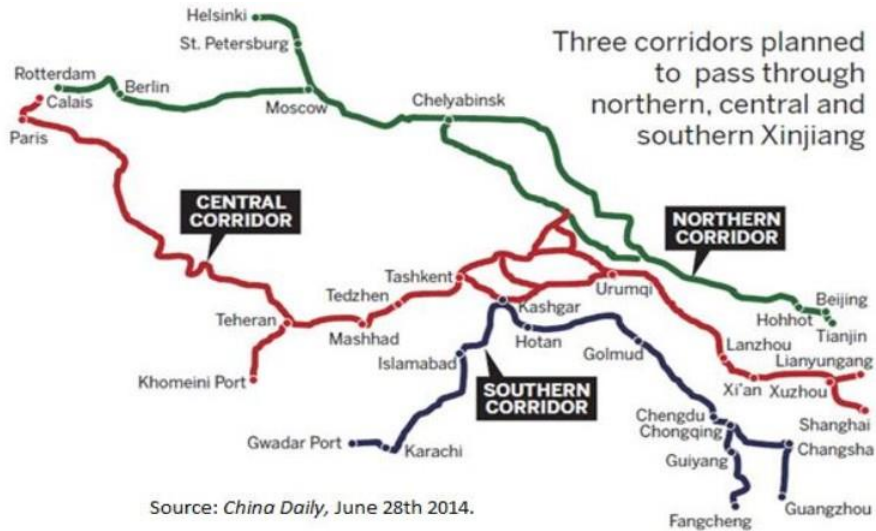 Helsinki
St. Petersburg
Three corridors planned
to pass through
northern, central and
southern Xinjiang
Rotterdam
Calais
Berlin
Moscow
Chelyabinsk
Paris
CENTRAL
CORRIDOR
NORTHERN
CORRIDOR
Tashkent
Urumqi
Tedzhen
Kashgar
Beijing
Hohhot
Tianjin
Teheran
Mashhad
Hotan
Golmud
Lanzhou
Lianyungang
Islamabad
Khomeini Port
SOUTHERN
CORRIDOR
Xi'an
Xuzhou
Chengdu
Shanghai
Chongqing
Gwadar Port
Karachi
Changsha
Guiyang
Source: China Daily, June 28th 2014.
Fangcheng
Guangzhou